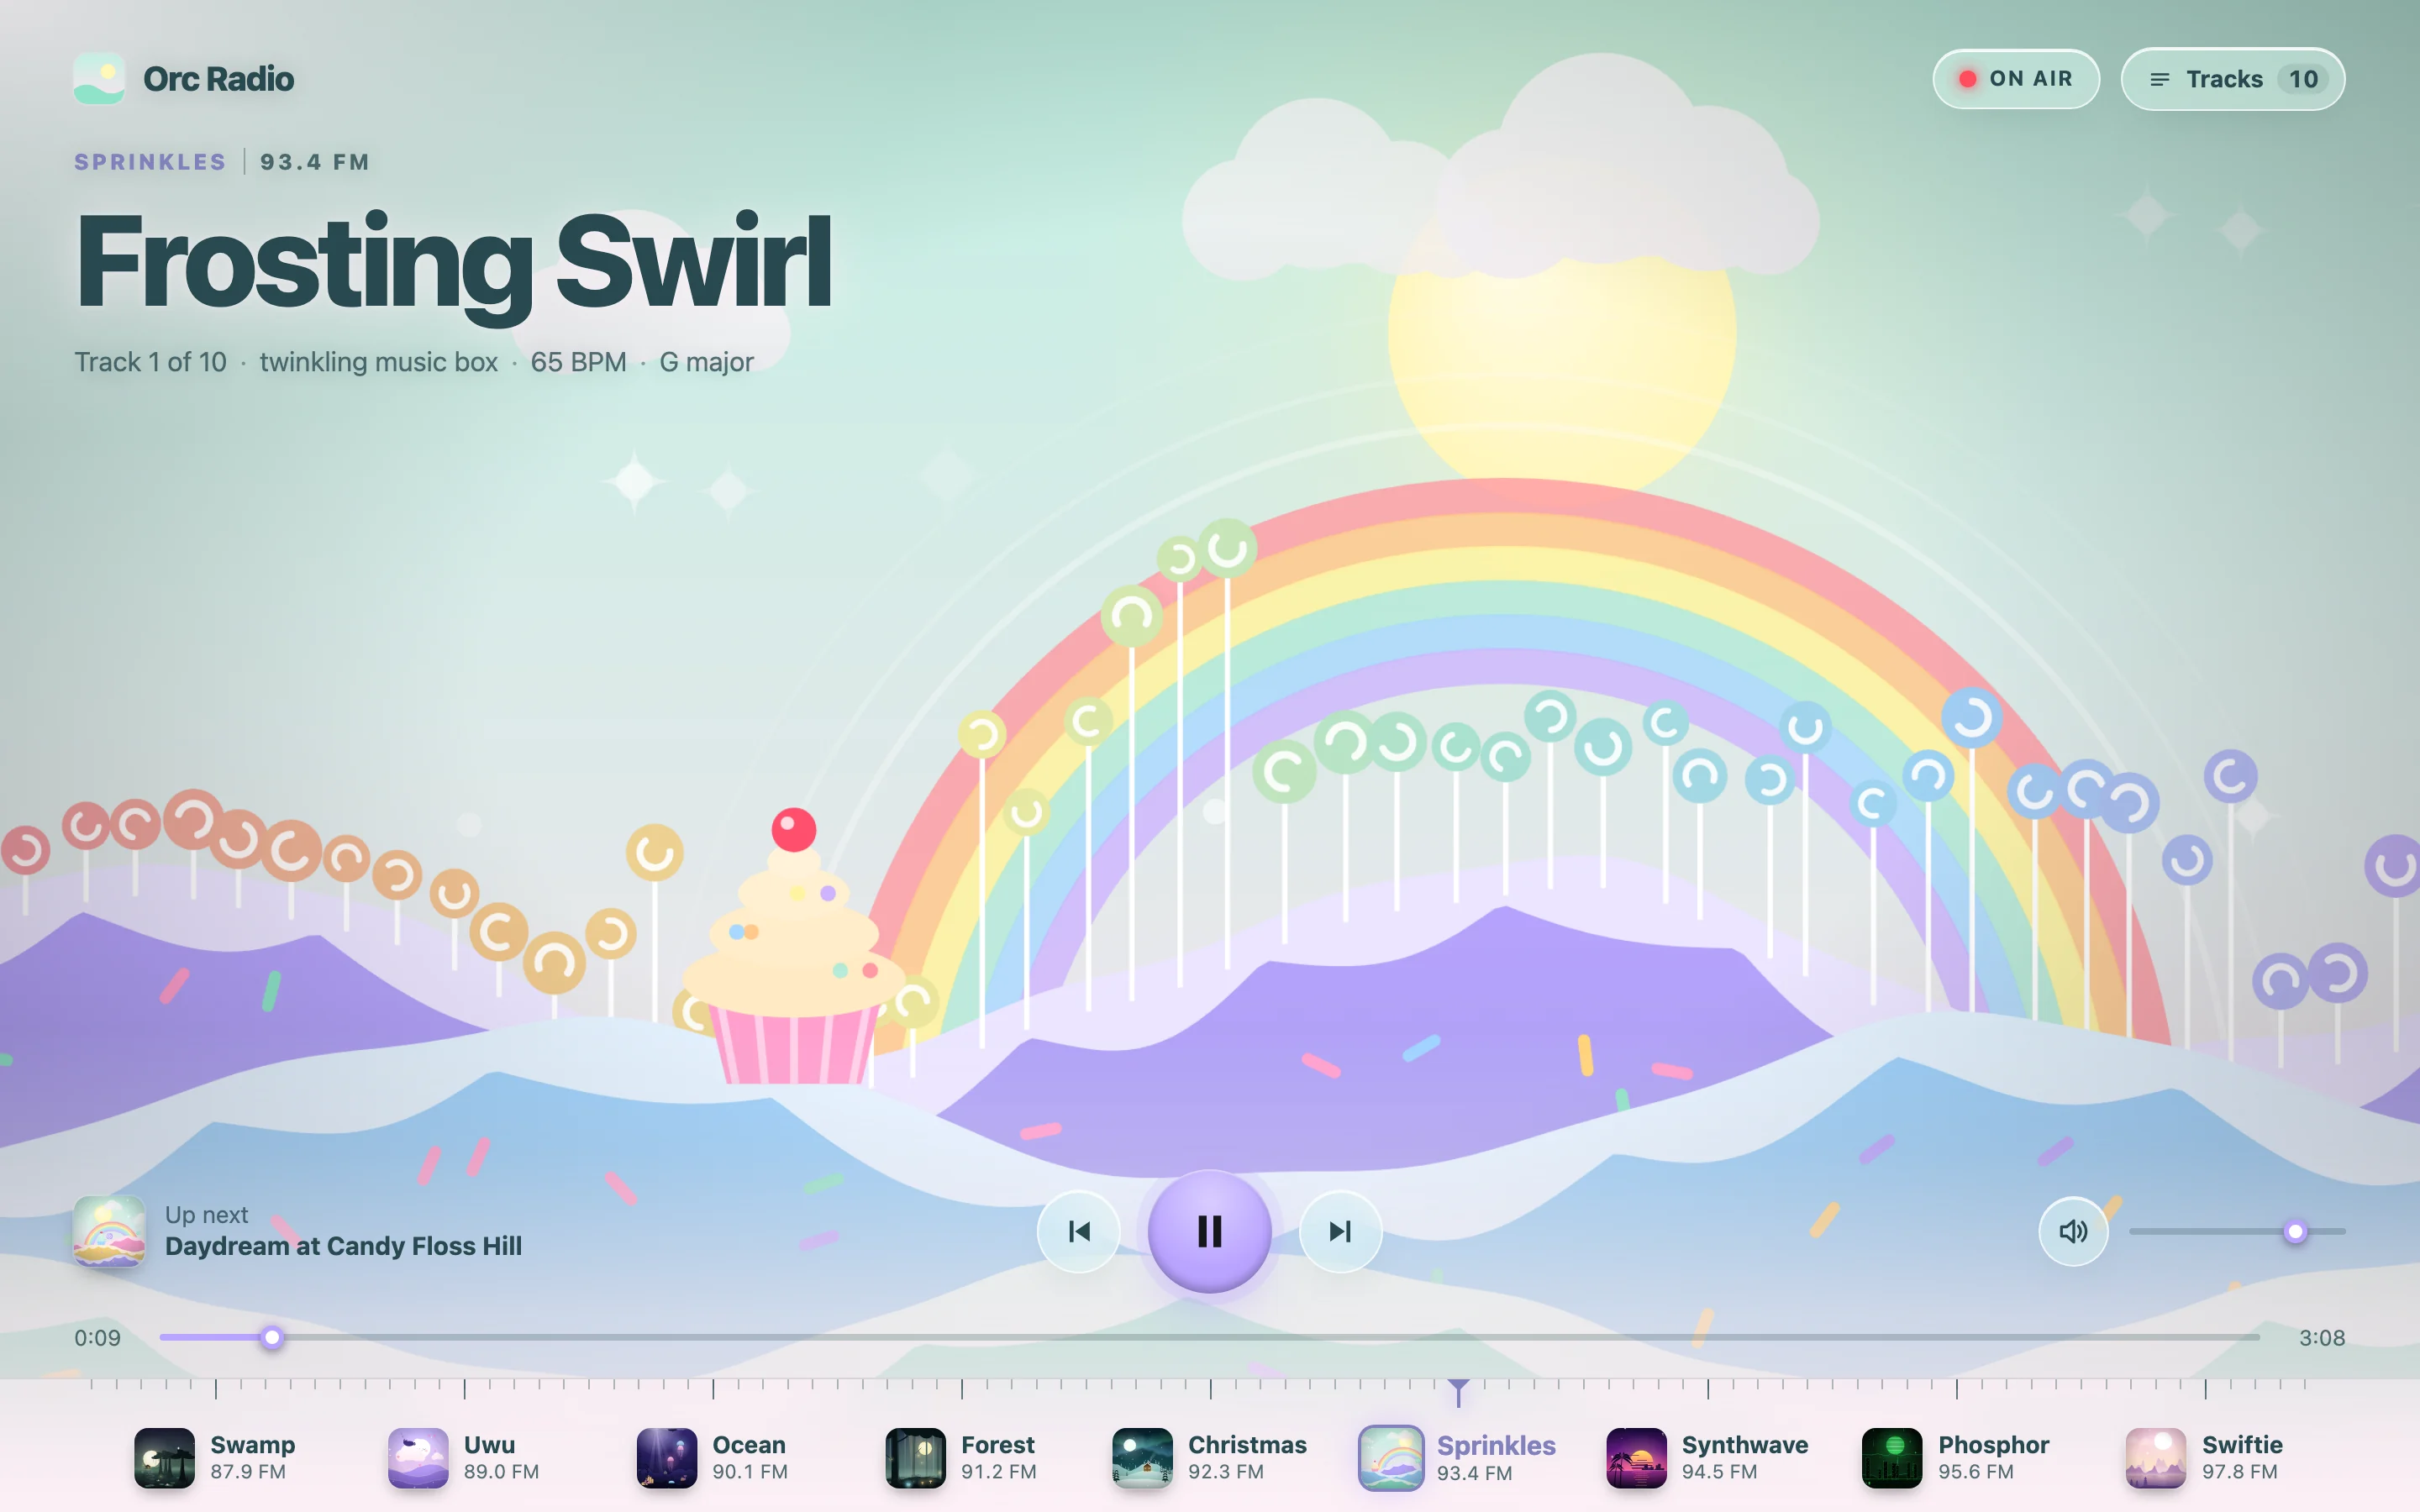 Orc Radio
ON AIR
Tracks 10
SPRINKLES | 93.4 FM
Frosting Swirl
Track 1 of 10 · twinkling music box · 65 BPM · G major
Up next
Daydream at Candy Floss Hill
0:09
3:08
Swamp
87.9 FM
Uwu
89.0 FM
Ocean
90.1 FM
Forest
91.2 FM
Christmas
92.3 FM
Sprinkles
93.4 FM
Synthwave
94.5 FM
Phosphor
95.6 FM
Swiftie
97.8 FM